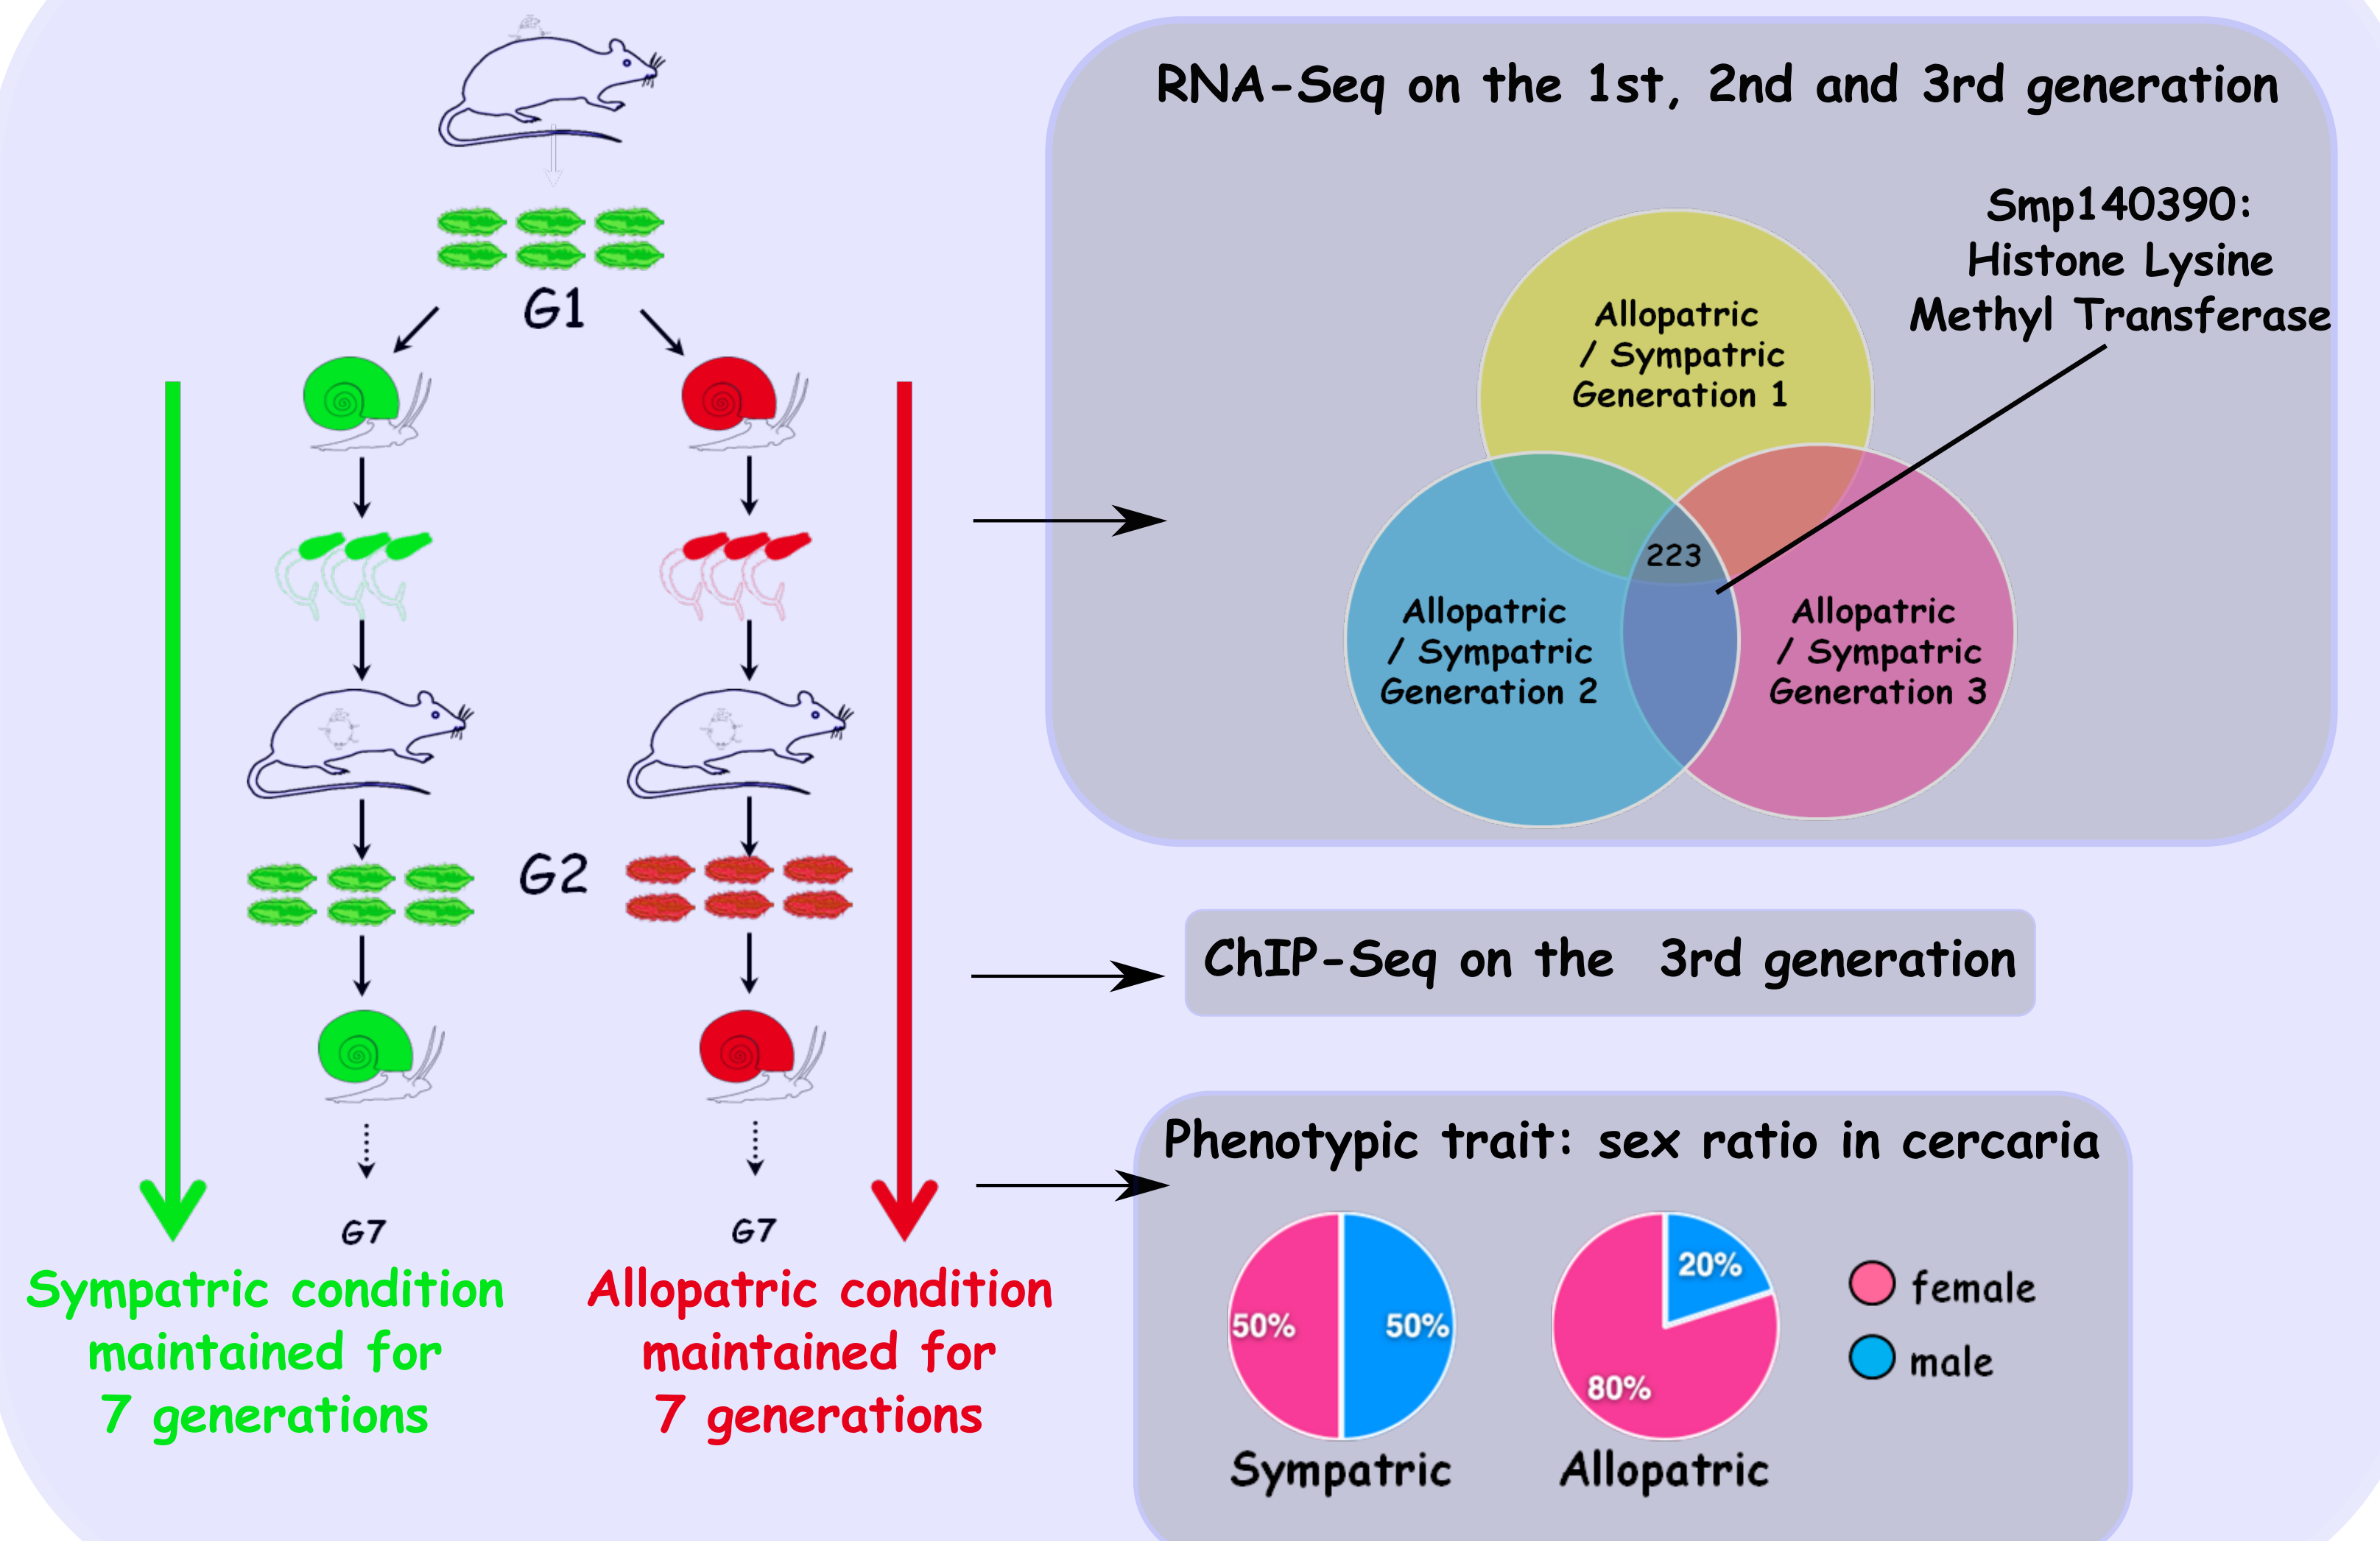 G1
G2
G7
G7
Sympatric condition
maintained for
7 generations
Allopatric condition
maintained for
7 generations
RNA-Seq on the 1st, 2nd and 3rd generation
Smp140390:
Histone Lysine
Methyl Transferase
Allopatric
/ Sympatric
Generation 1
223
Allopatric
/ Sympatric
Generation 2
Allopatric
/ Sympatric
Generation 3
ChIP-Seq on the 3rd generation
Phenotypic trait: sex ratio in cercaria
50%
50%
Sympatric
20%
80%
Allopatric
female
male